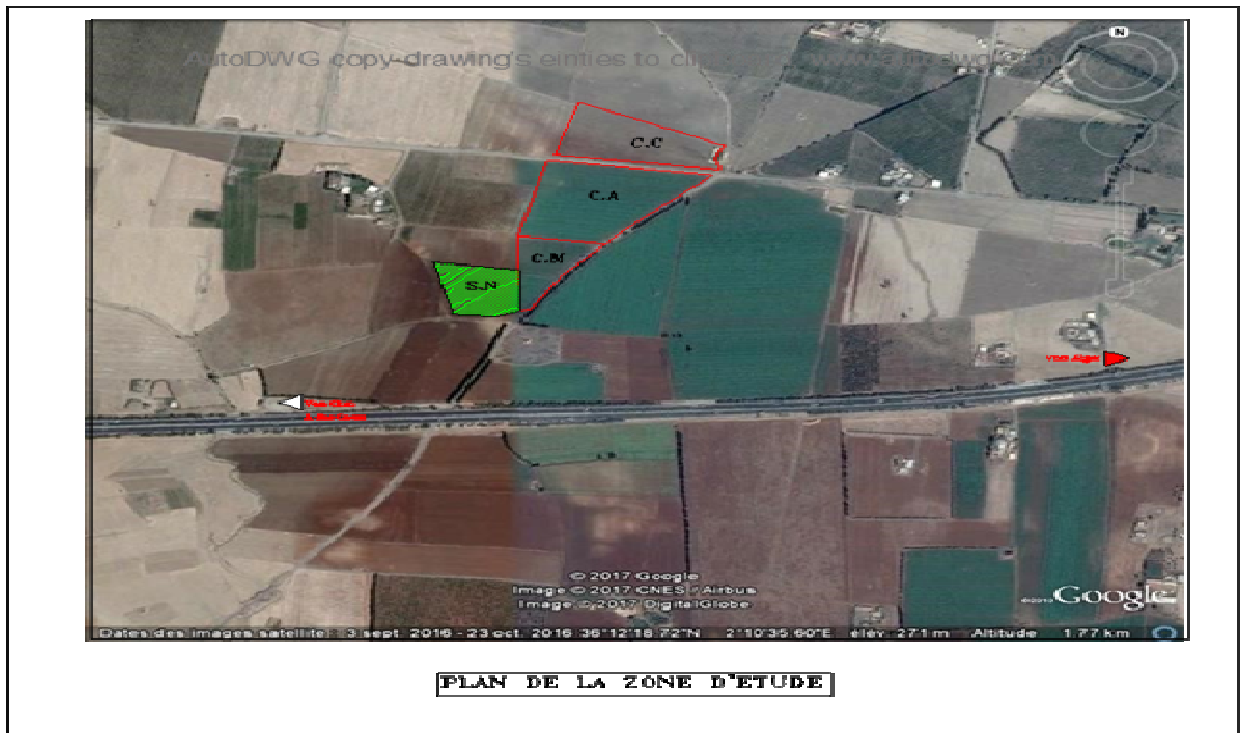 N
AutoDWG copy-drawing's einties to
C.C
C.A
C.M
S.N
Vers Alger
© 2017 Google
Image © 2017 CNES / Airbus
Image © 2017 DigitalGlobe
Google
Dates des images satellite : 3 sept. 2016 - 23 oct. 2016 36°12'18.72"N 2°10'35.60"E élév. 271 m Altitude 1.77 km
PLAN DE LA ZONE D'ETUDE